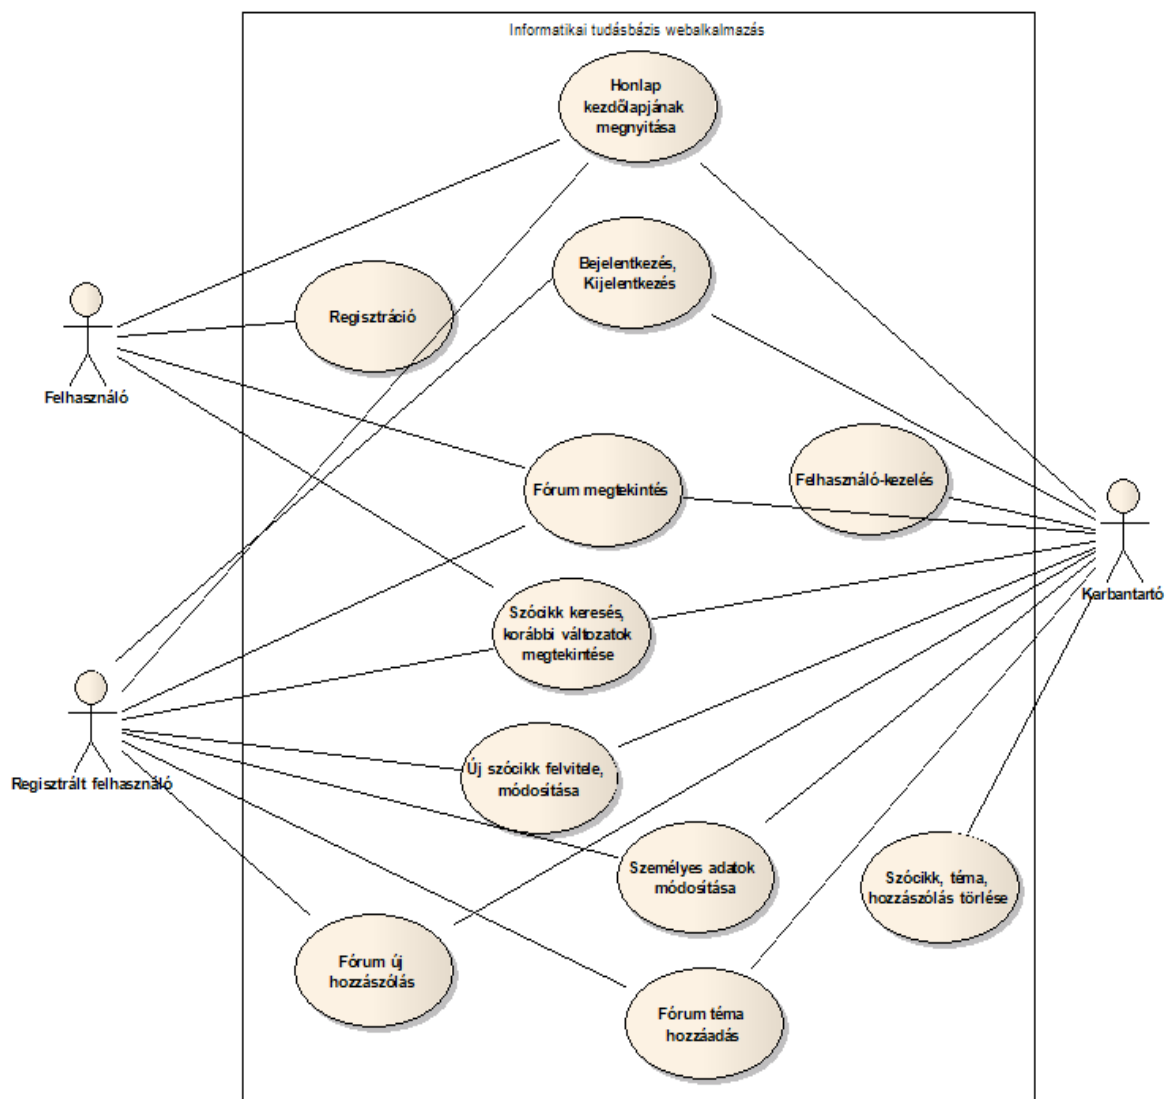 Informatikai tudásbázis webalkalmazás
Honlap
kezdőlapjának
megnyitása
Bejelentkezés,
Kijelentkezés
Regisztráció
Felhasználó
Fórum megtekintés
Felhasználó-kezelés
Karbantartó
Szócikk keresés,
korábbi változatok
megtekintése
Regisztrált felhasználó
Új szócikk felvitele,
módosítása
Személyes adatok
módosítása
Szócikk, téma,
hozzászólás törlése
Fórum új
hozzászólás
Fórum téma
hozzáadás